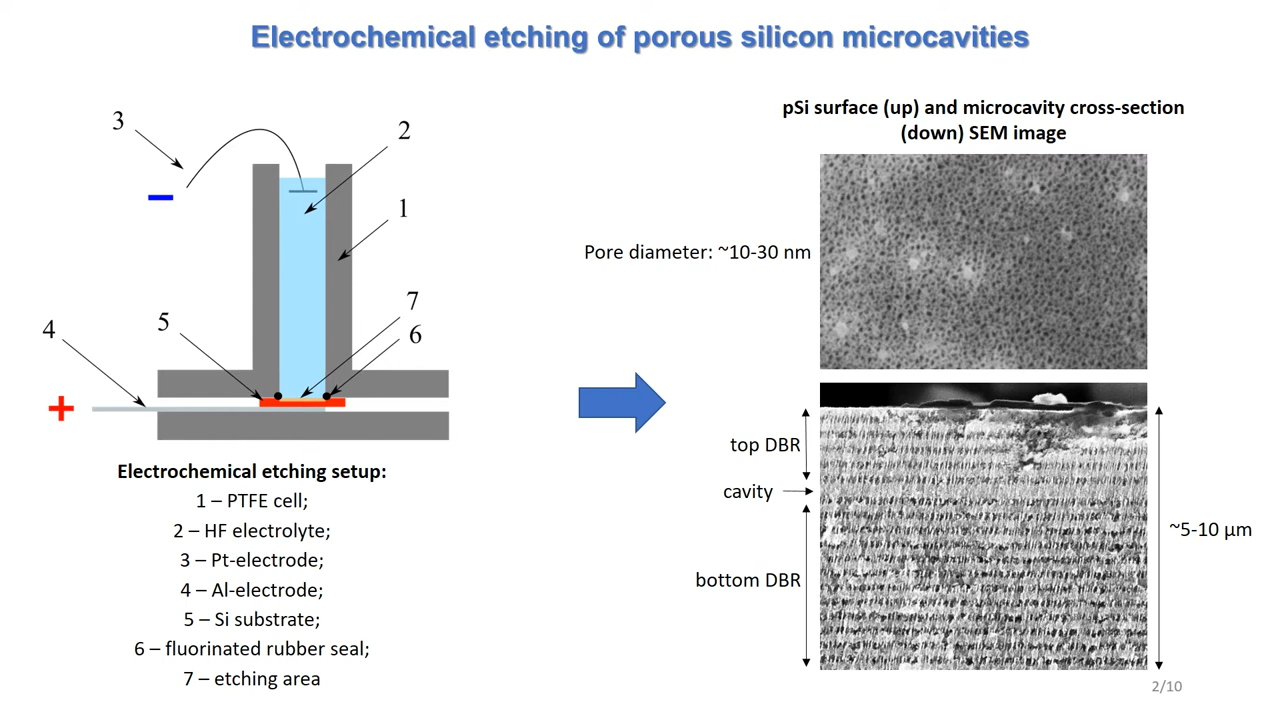 Electrochemical etching of porous silicon microcavities
3
2
1
7
6
5
4
−
+
Electrochemical etching setup:
1 – PTFE cell;
2 – HF electrolyte;
3 – Pt-electrode;
4 – Al-electrode;
5 – Si substrate;
6 – fluorinated rubber seal;
7 – etching area
pSi surface (up) and microcavity cross-section
(down) SEM image
Pore diameter: ~10-30 nm
top DBR
cavity
bottom DBR
~5-10 μm
2/10